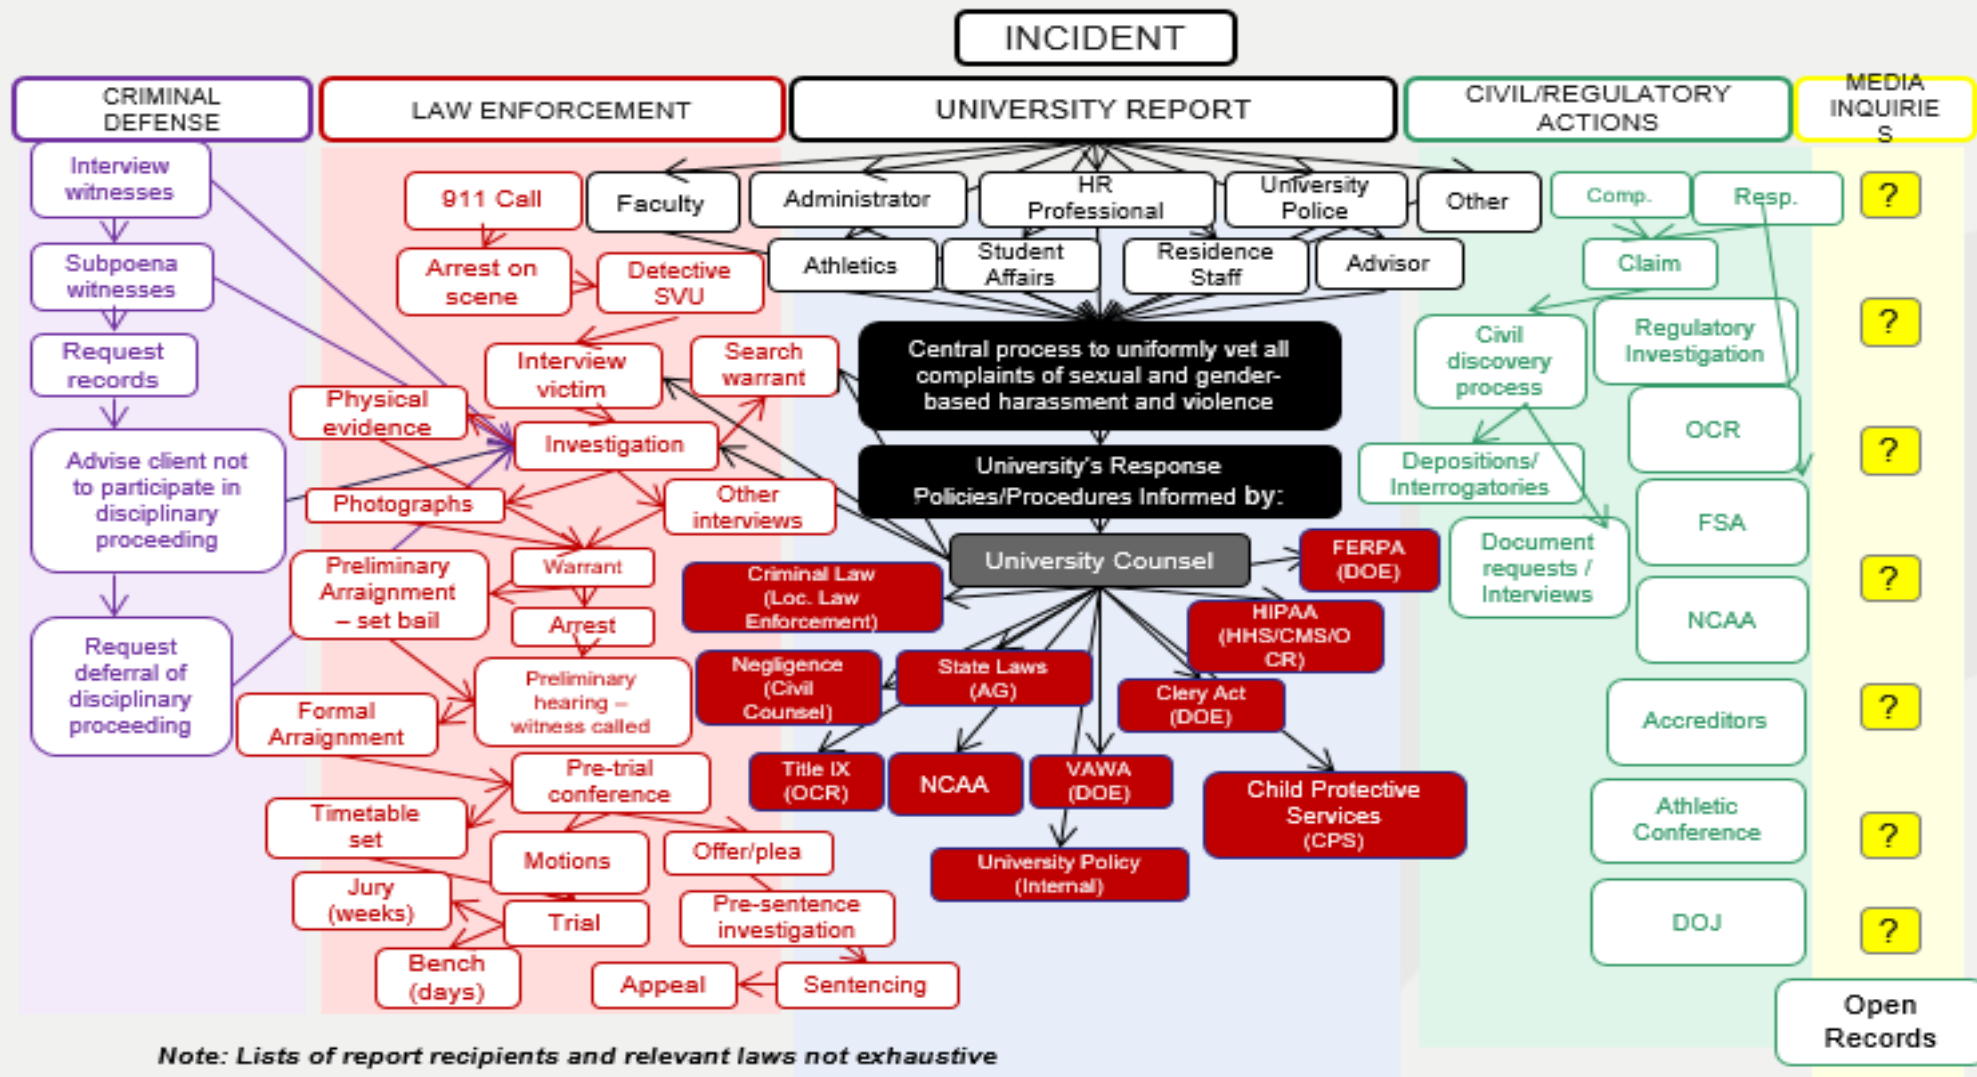 INCIDENT
CRIMINAL
DEFENSE
LAW ENFORCEMENT
UNIVERSITY REPORT
CIVIL/REGULATORY
ACTIONS
MEDIA
INQUIRIE
S
Interview
witnesses
Subpoena
witnesses
Request
records
Advise client not
to participate in
disciplinary
proceeding
Request
deferral of
disciplinary
proceeding
911 Call
Arrest on
scene
Detective
SVU
Interview
victim
Search
warrant
Physical
evidence
Investigation
Photographs
Other
interviews
Preliminary
Arraignment
– set bail
Warrant
Arrest
Preliminary
hearing –
witness called
Formal
Arraignment
Pre-trial
conference
Timetable
set
Motions
Offer/plea
Jury
(weeks)
Trial
Pre-sentence
investigation
Bench
(days)
Appeal
Sentencing
Faculty
Administrator
HR
Professional
University
Police
Other
Athletics
Student
Affairs
Residence
Staff
Advisor
Central process to uniformly vet all
complaints of sexual and gender-
based harassment and violence
University's Response
Policies/Procedures Informed by:
University Counsel
FERPA
(DOE)
Criminal Law
(Loc. Law
Enforcement)
HIPAA
(HHS/CMS/O
CR)
Negligence
(Civil
Counsel)
State Laws
(AG)
Clery Act
(DOE)
Title IX
(OCR)
NCAA
VAWA
(DOE)
Child Protective
Services
(CPS)
University Policy
(Internal)
Comp.
Resp.
Claim
Civil
discovery
process
Regulatory
Investigation
OCR
Depositions/
Interrogatories
FSA
Document
requests /
Interviews
NCAA
Accreditors
Athletic
Conference
DOJ
?
?
?
?
?
?
?
Open
Records
Note: Lists of report recipients and relevant laws not exhaustive